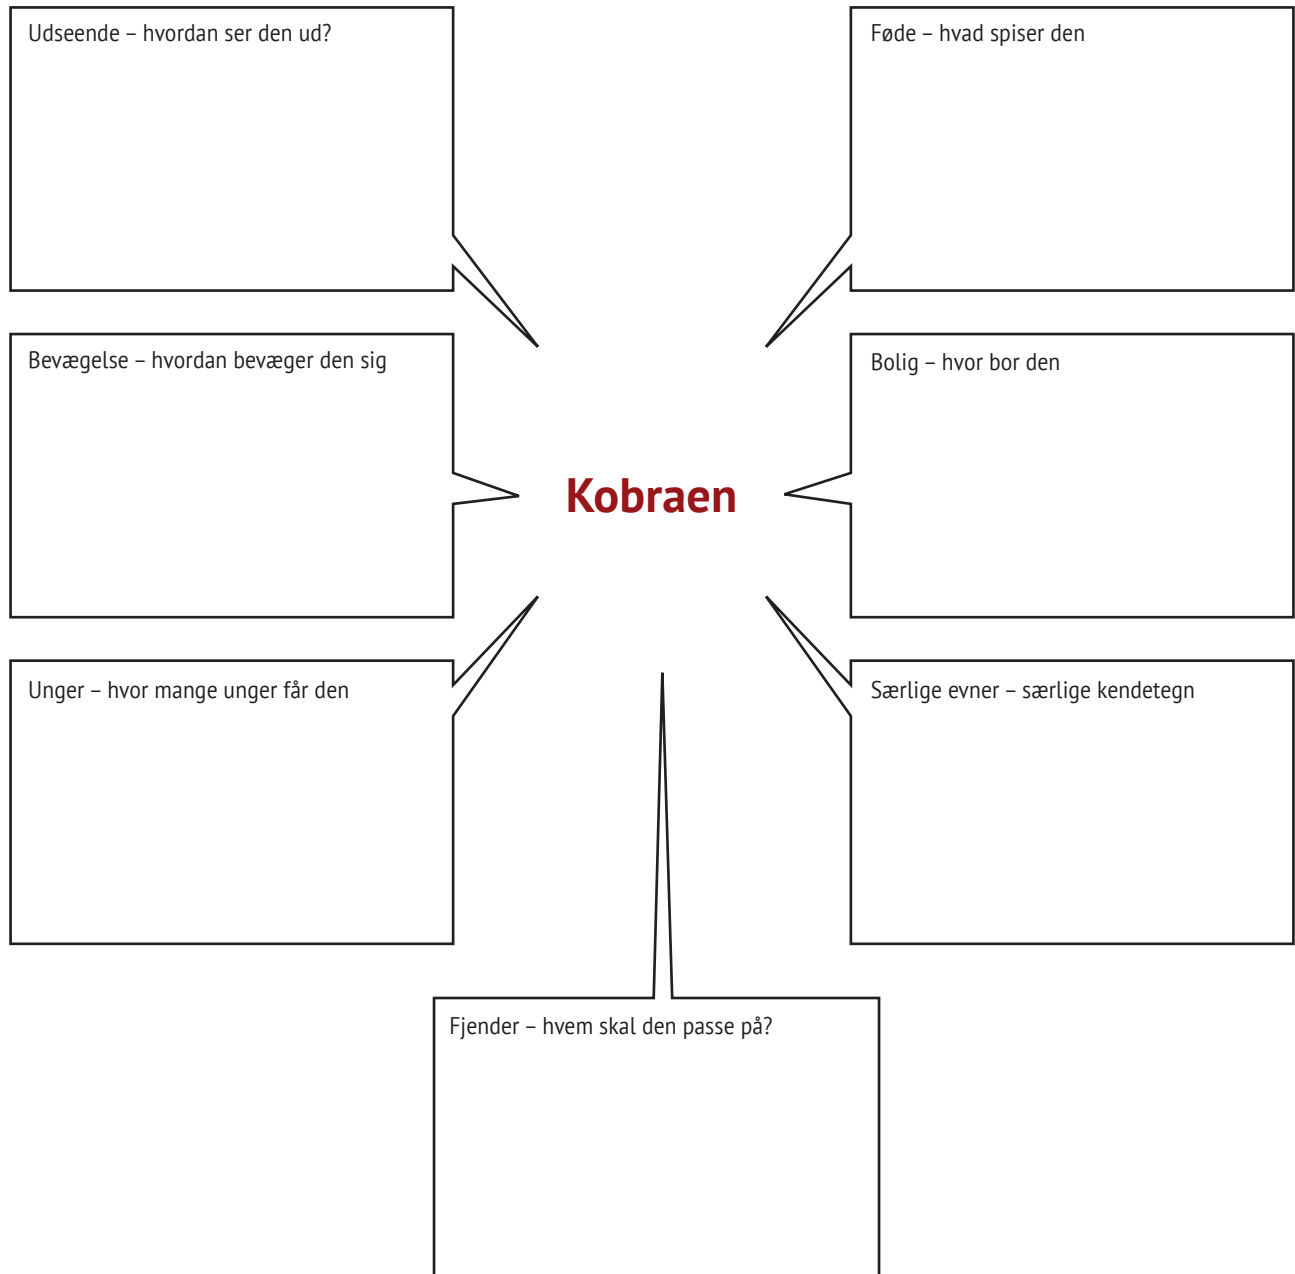 Udseende – hvordan ser den ud?
Føde – hvad spiser den
Bevægelse – hvordan bevæger den sig
Bolig – hvor bor den
Kobraen
Unger – hvor mange unger får den
Særlige evner – særlige kendetegn
Fjender – hvem skal den passe på?